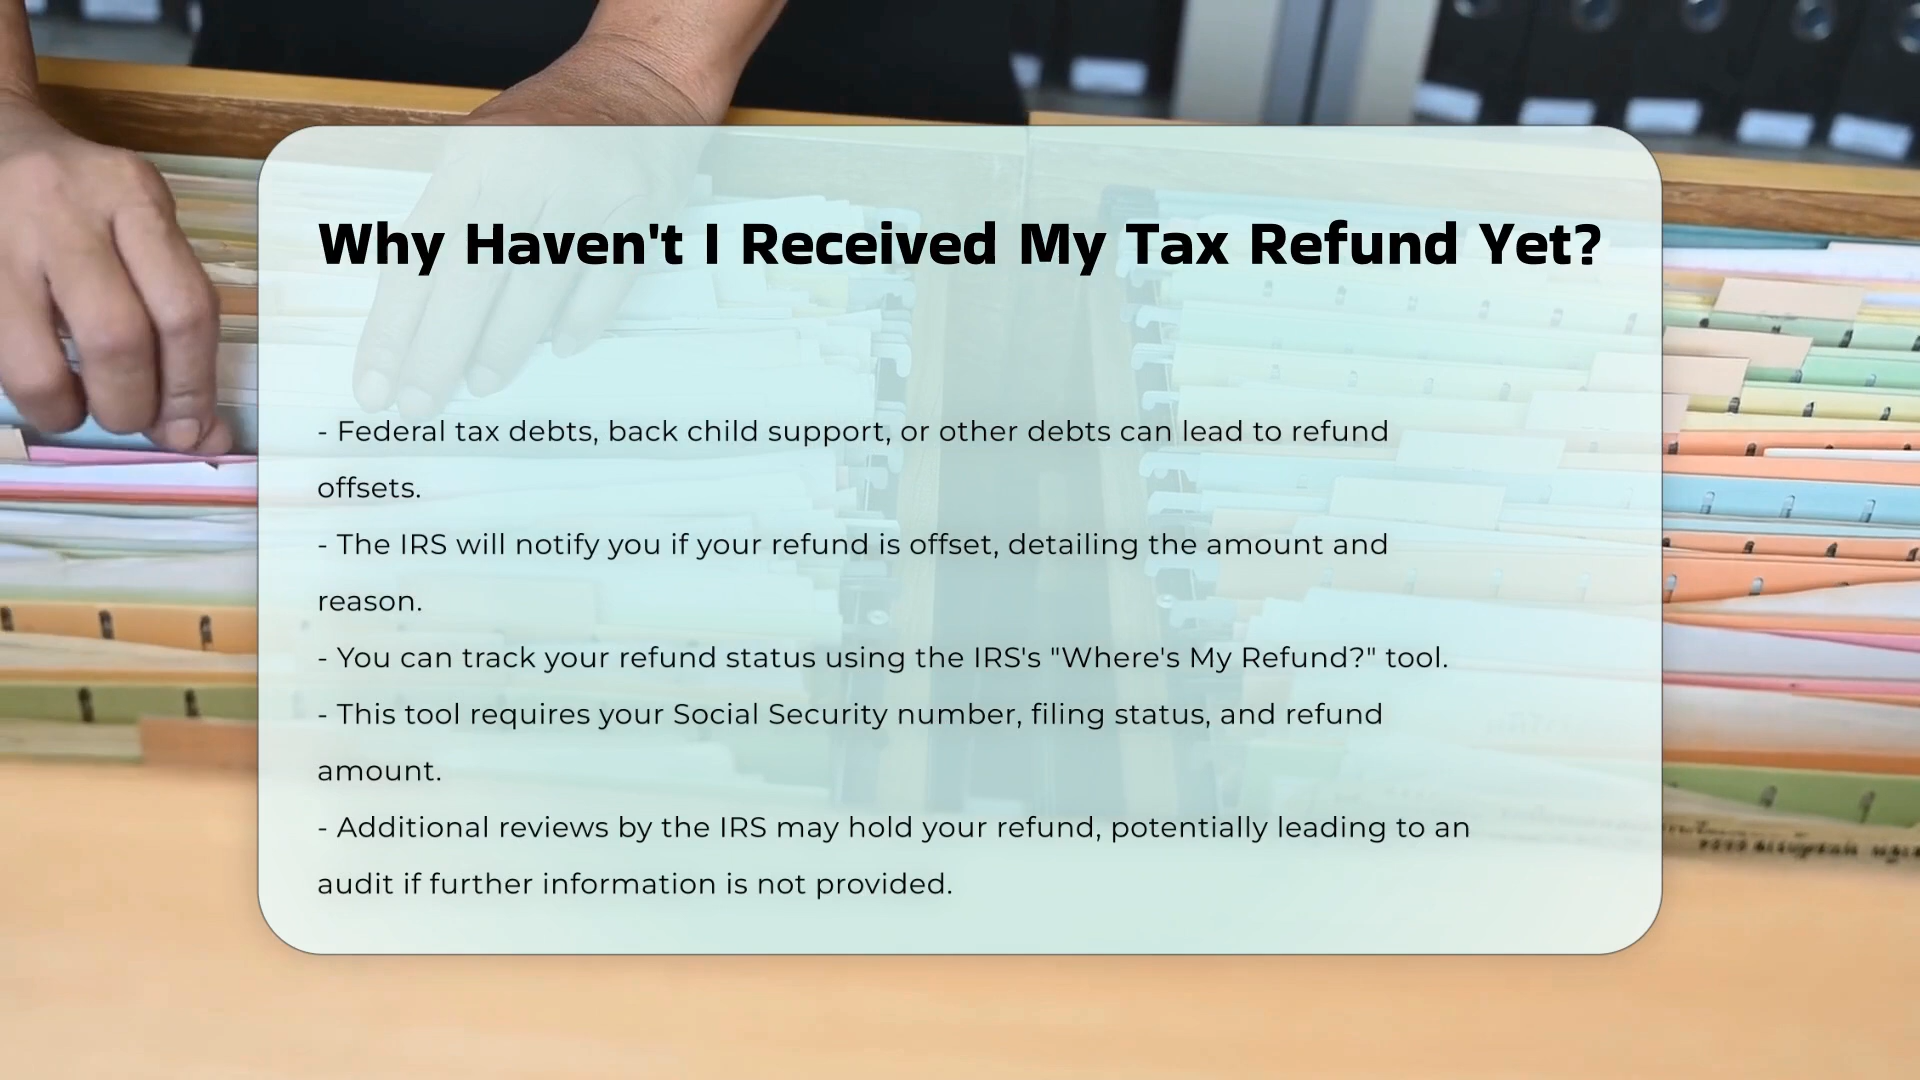 Why Haven't I Received My Tax Refund Yet?
- Federal tax debts, back child support, or other debts can lead to refund
offsets.
- The IRS will notify you if your refund is offset, detailing the amount and
reason.
- You can track your refund status using the IRS's "Where's My Refund?" tool.
- This tool requires your Social Security number, filing status, and refund
amount.
- Additional reviews by the IRS may hold your refund, potentially leading to an
audit if further information is not provided.